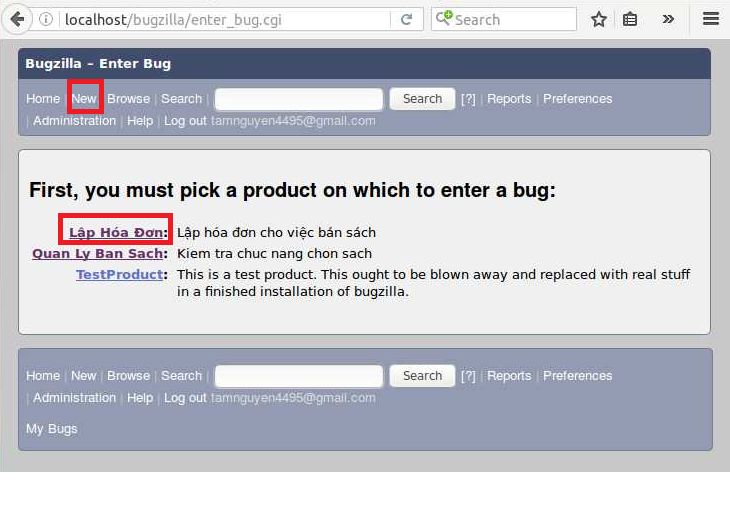 localhost/bugzilla/enter_bug.cgi
Search
Bugzilla – Enter Bug
Home | New | Browse | Search | Search [?] | Reports | Preferences
| Administration | Help | Log out tamnguyen4495@gmail.com
First, you must pick a product on which to enter a bug:
Lập Hóa Đơn: Lập hóa đơn cho việc bán sách
Quan Ly Ban Sach: Kiem tra chuc nang chon sach
TestProduct: This is a test product. This ought to be blown away and replaced with real stuff
in a finished installation of bugzilla.
Home | New | Browse | Search | Search [?] | Reports | Preferences
| Administration | Help | Log out tamnguyen4495@gmail.com
My Bugs